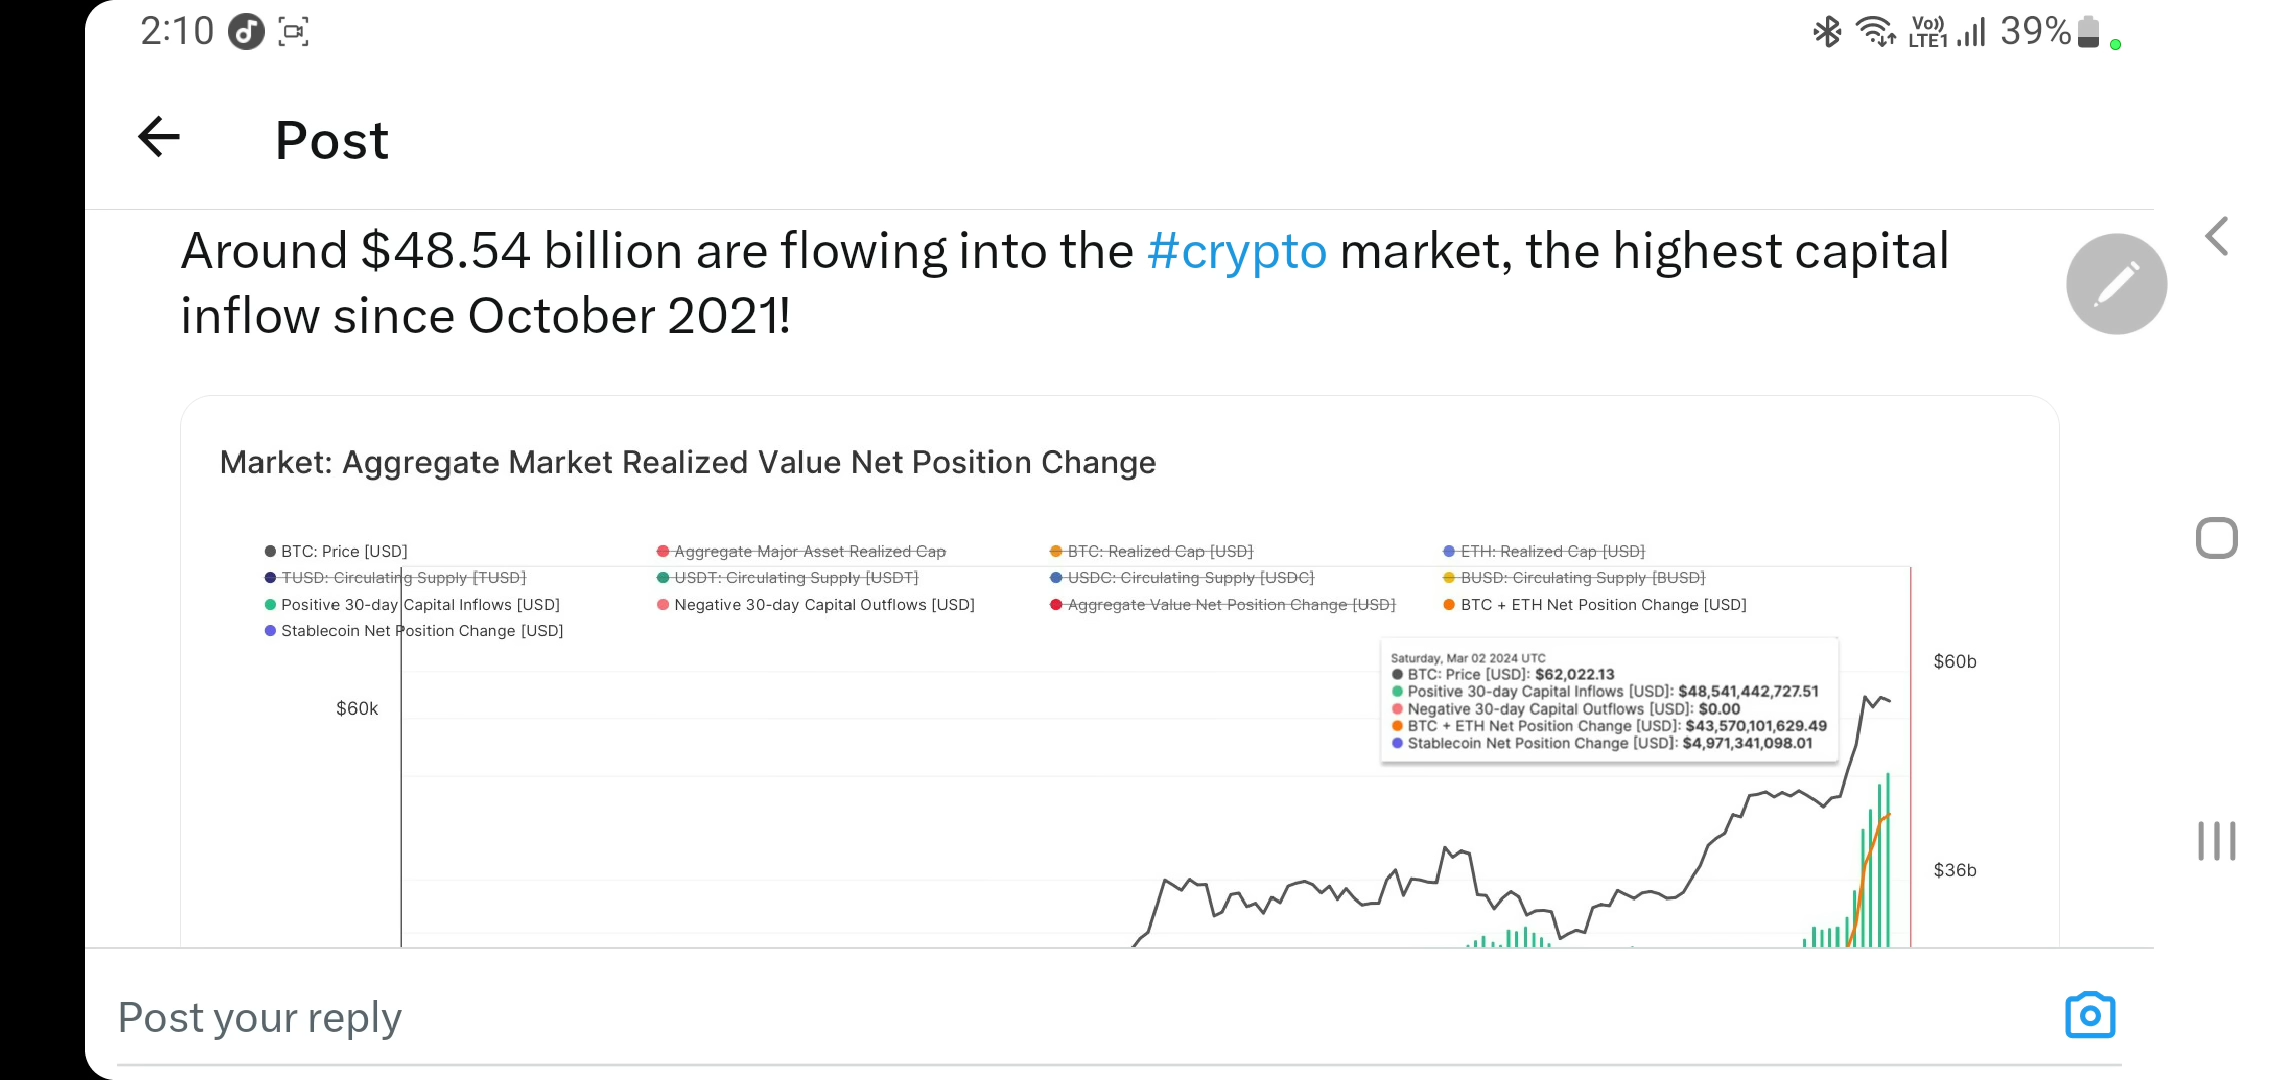 2:10
Vo)) LTE1 39%
Post
Around $48.54 billion are flowing into the #crypto market, the highest capital
inflow since October 2021!
Market: Aggregate Market Realized Value Net Position Change
BTC: Price [USD] Aggregate Major Asset Realized Cap BTC: Realized Cap [USD] ETH: Realized Cap [USD]
TUSD: Circulating Supply [TUSD] USDT: Circulating Supply [USDT] USDC: Circulating Supply [USDC] BUSD: Circulating Supply [BUSD]
Positive 30-day Capital Inflows [USD] Negative 30-day Capital Outflows [USD] Aggregate Value Net Position Change [USD] BTC + ETH Net Position Change [USD]
Stablecoin Net Position Change [USD]
Saturday, Mar 02 2024 UTC
BTC: Price [USD]: $62,022.13
Positive 30-day Capital Inflows [USD]: $48,541,442,727.51
Negative 30-day Capital Outflows [USD]: $0.00
BTC + ETH Net Position Change [USD]: $43,570,101,629.49
Stablecoin Net Position Change [USD]: $4,971,341,098.01
$60b
$60k
$36b
Post your reply